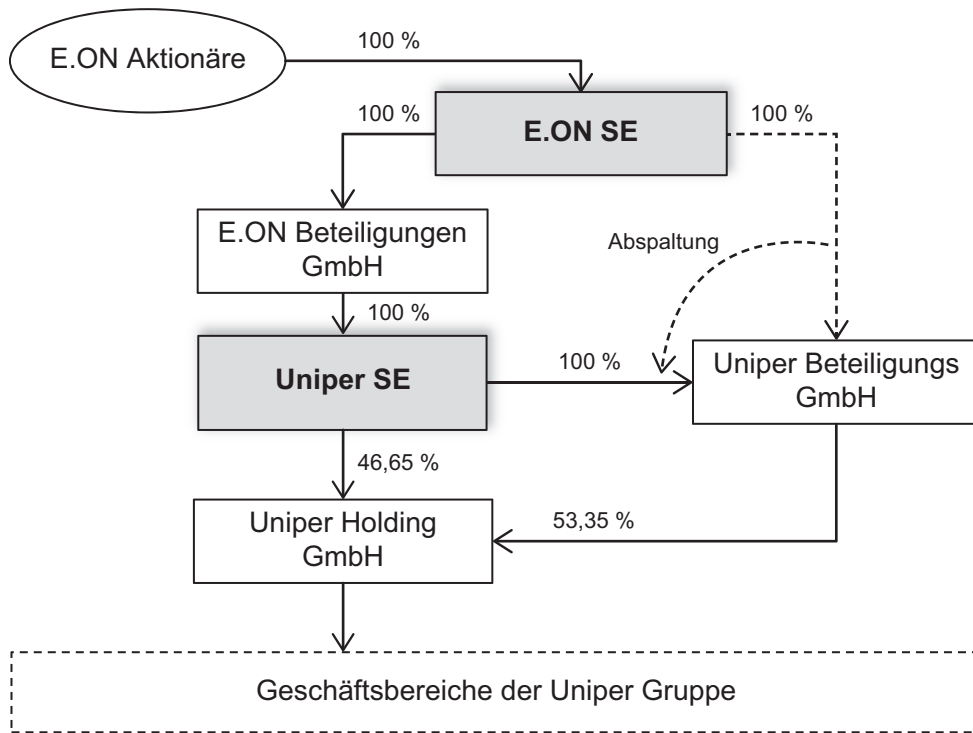 100 %
E.ON Aktionäre
100 %
E.ON SE
100 %
E.ON Beteiligungen
GmbH
Abspaltung
100 %
Uniper SE
100 %
Uniper Beteiligungs
GmbH
46,65 %
Uniper Holding
GmbH
53,35 %
Geschäftsbereiche der Uniper Gruppe